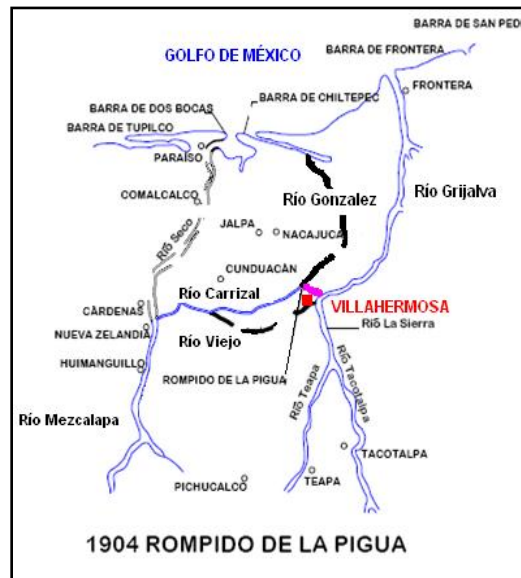 BARRA DE SAN PED
BARRA DE FRONTERA
GOLFO DE MÉXICO
FRONTERA
BARRA DE DOS BOCAS
BARRA DE CHILTEPEC
BARRA DE TUPILCO
PARAÍSO
Río Gonzalez
Río Grijalva
COMALCALCO
JALPA
NACAJUCA
Río Seco
CUNDUACÁN
Río Carrizal
VILLAHERMOSA
CÀRDENAS
Río La Sierra
NUEVA ZELANDIA
Río Viejo
HUIMANGUILLO
ROMPIDO DE LA PIGUA
Río Teapa
Río Tacotalpa
Río Mezcalapa
TACOTALPA
PICHUCALCO
TEAPA
1904 ROMPIDO DE LA PIGUA